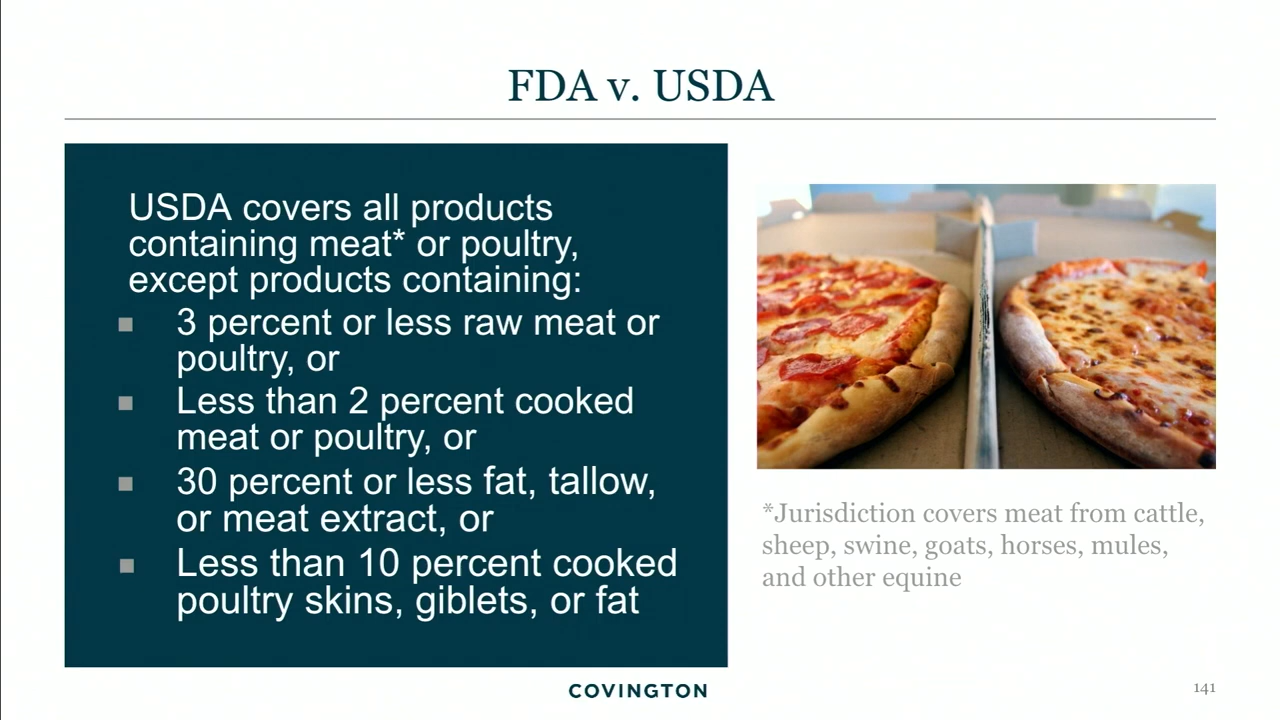 FDA v. USDA
USDA covers all products
containing meat* or poultry,
except products containing:
3 percent or less raw meat or
poultry, or
Less than 2 percent cooked
meat or poultry, or
30 percent or less fat, tallow,
or meat extract, or
Less than 10 percent cooked
poultry skins, giblets, or fat
*Jurisdiction covers meat from cattle,
sheep, swine, goats, horses, mules,
and other equine
COVINGTON
141